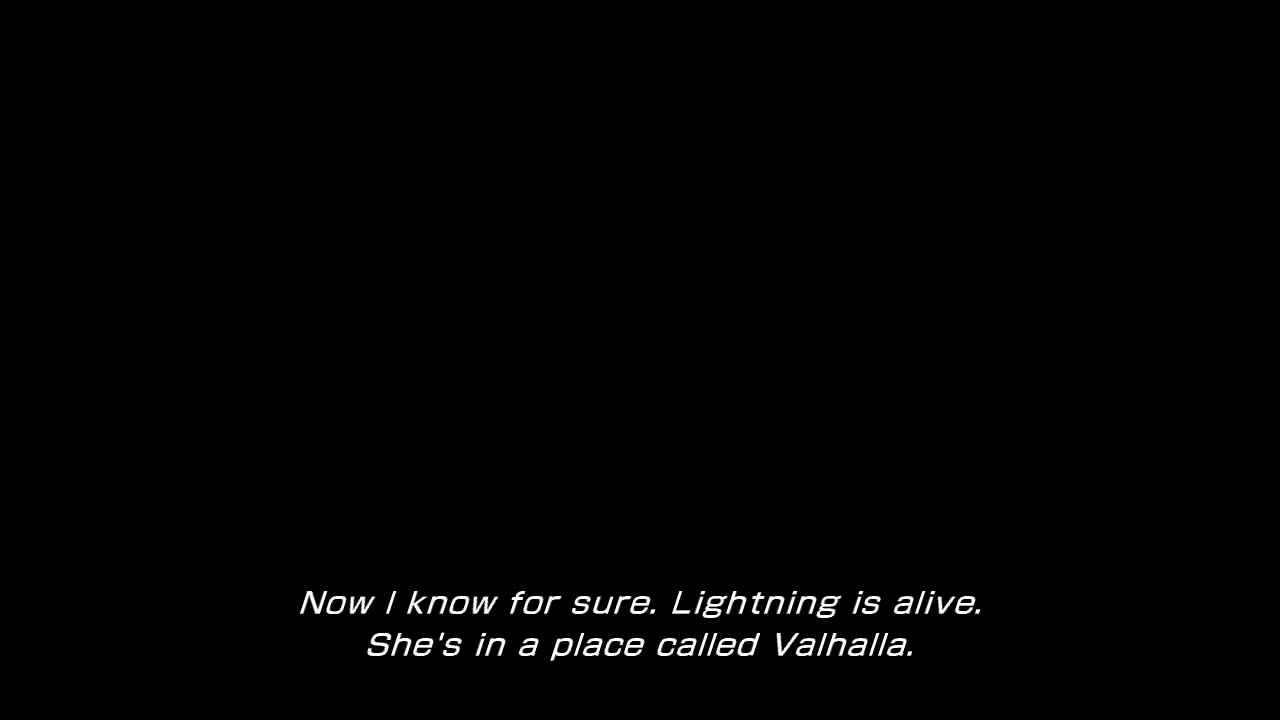 Now I know for sure. Lightning is alive.
She's in a place called Valhalla.